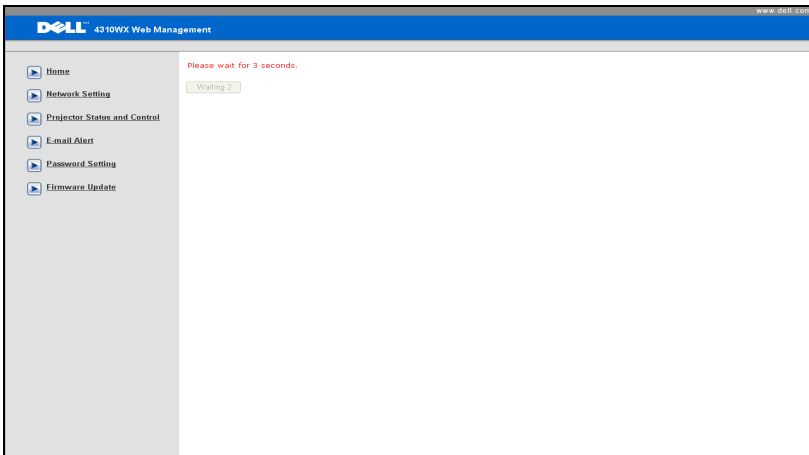 www.dell.com
DELL™ 4310WX Web Management
Home
Network Setting
Projector Status and Control
E-mail Alert
Password Setting
Firmware Update
Please wait for 3 seconds.
Waiting 2